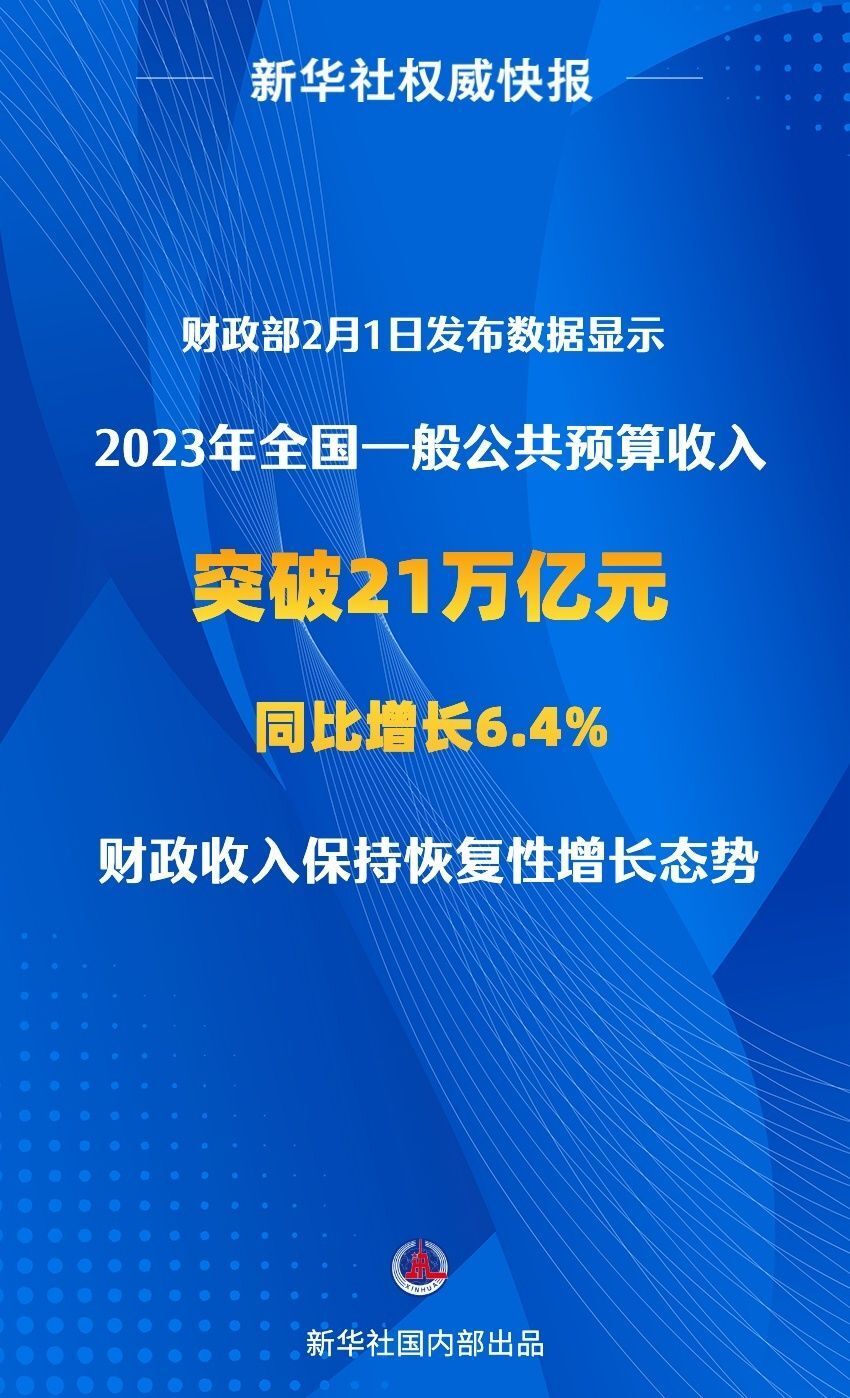 新华社权威快报
财政部2月1日发布数据显示
2023年全国一般公共预算收入
突破21万亿元
同比增长6.4%
财政收入保持恢复性增长态势
XINHUA
新华社国内部出品